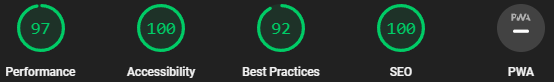 97 100 92 100 PWA
Performance Accessibility Best Practices SEO PWA